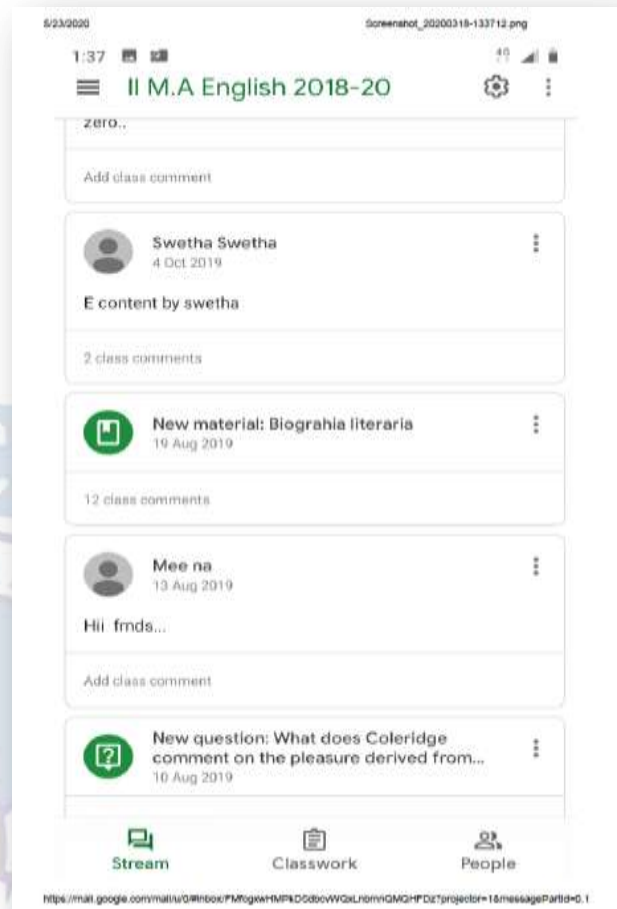 5/23/2020 Screenshot_20200318-133712.png
1:37 4G
II M.A English 2018-20
zero..
Add class comment
Swetha Swetha
4 Oct 2019
E content by swetha
2 class comments
New material: Biograhia literaria
19 Aug 2019
12 class comments
Mee na
13 Aug 2019
Hii frnds...
Add class comment
New question: What does Coleridge
comment on the pleasure derived from...
10 Aug 2019
Stream Classwork People